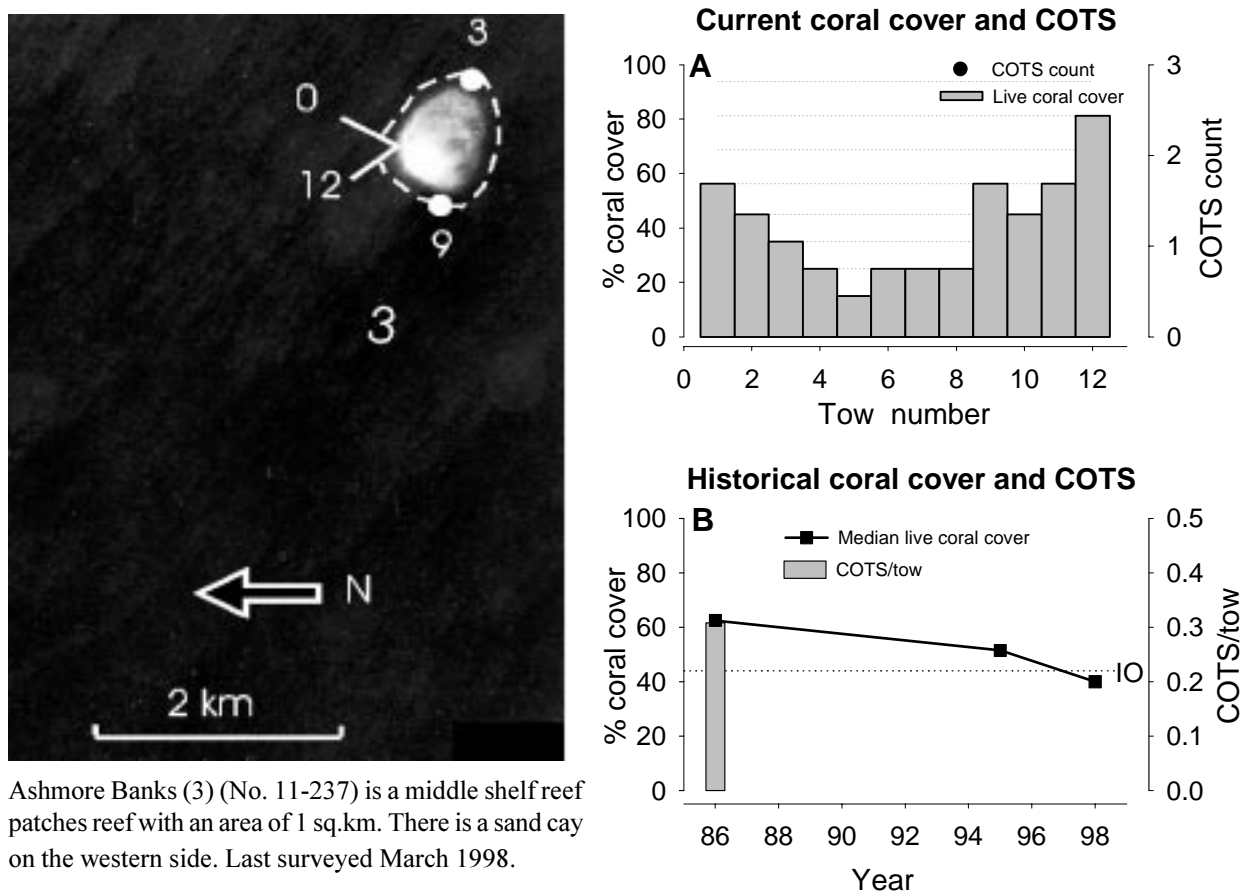 3
0
12
9
3
N
2 km
Ashmore Banks (3) (No. 11-237) is a middle shelf reef
patches reef with an area of 1 sq.km. There is a sand cay
on the western side. Last surveyed March 1998.
Current coral cover and COTS
A
COTS count
Live coral cover
100
80
60
40
20
0
% coral cover
3
2
1
0
COTS count
0 2 4 6 8 10 12
Tow number
Historical coral cover and COTS
B
Median live coral cover
COTS/tow
100
80
60
40
20
0
% coral cover
0.5
0.4
0.3
0.2
0.1
0.0
IO
COTS/tow
86 88 90 92 94 96 98
Year